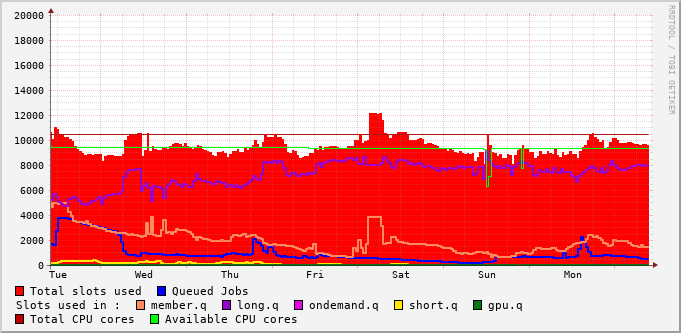 20000
18000
16000
14000
12000
10000
8000
6000
4000
2000
0
Tue Wed Thu Fri Sat Sun Mon
RRDTOOL / TOBI OETIKER
Total slots used Queued Jobs
Slots used in : member.q long.q ondemand.q short.q gpu.q
Total CPU cores Available CPU cores